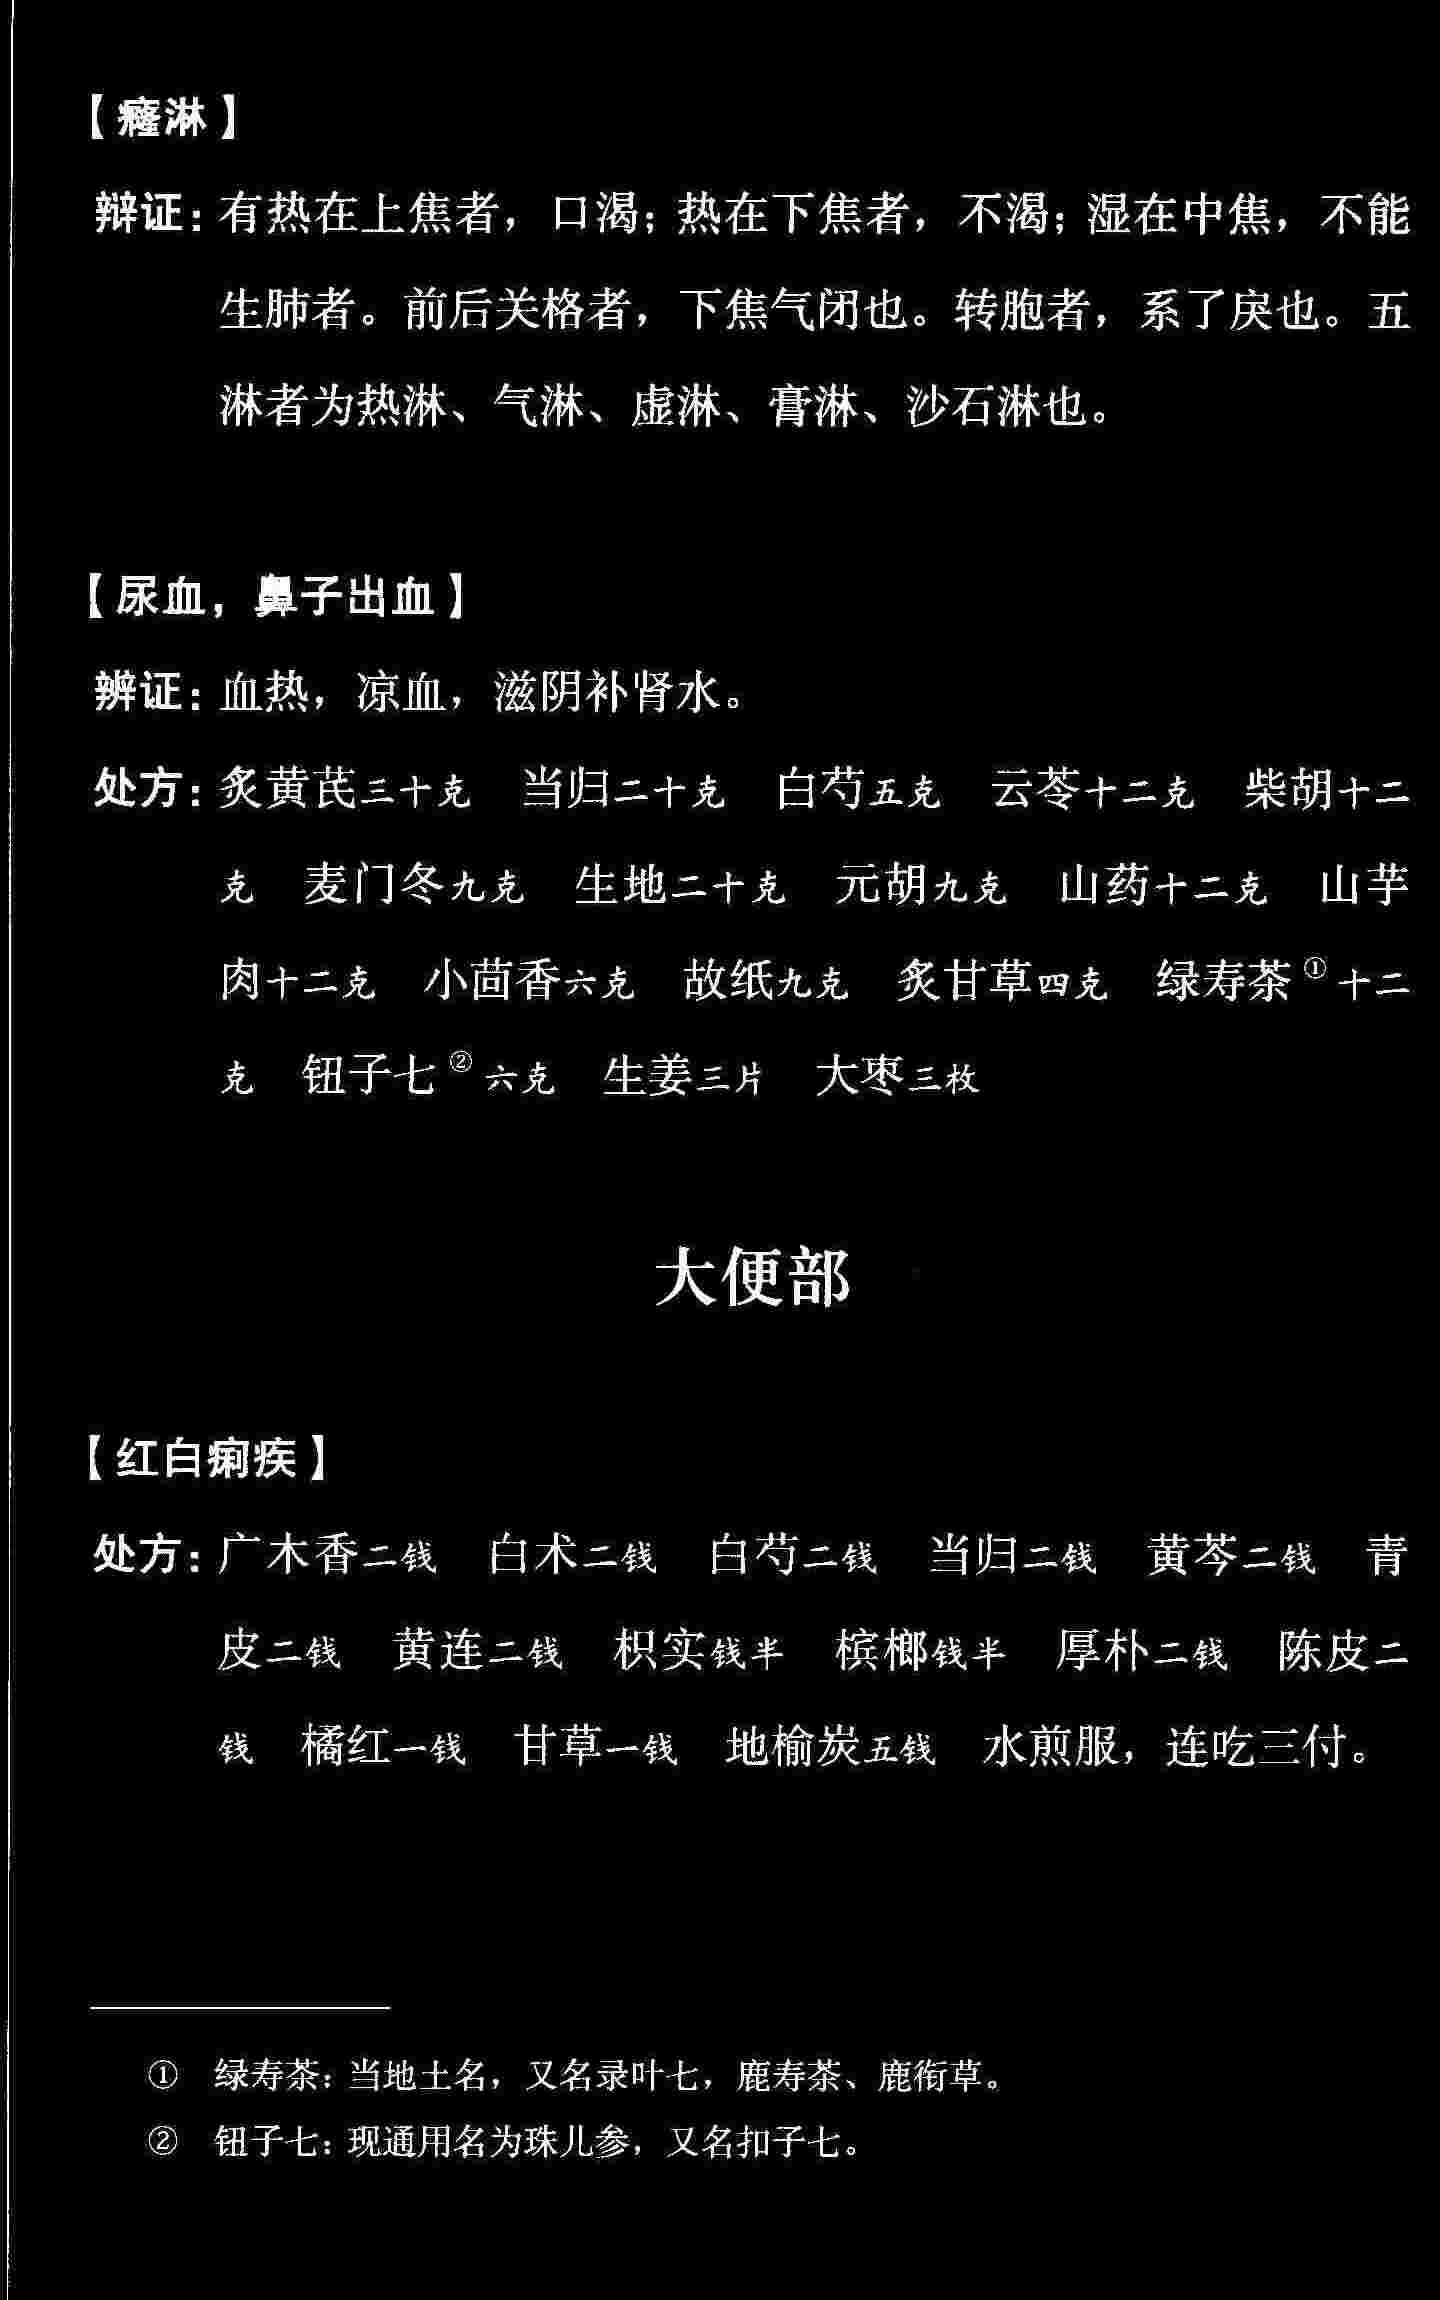 【癃淋】
辩证：有热在上焦者，口渴；热在下焦者，不渴；湿在中焦，不能
生肺者。前后关格者，下焦气闭也。转胞者，系了戾也。五
淋者为热淋、气淋、虚淋、膏淋、沙石淋也。
【尿血，鼻子出血】
辨证：血热，凉血，滋阴补肾水。
处方：炙黄芪三十克　当归二十克　白芍五克　云苓十二克　柴胡十二
克　麦门冬九克　生地二十克　元胡九克　山药十二克　山芋
肉十二克　小茴香六克　故纸九克　炙甘草四克　绿寿茶①十二
克　钮子七②六克　生姜三片　大枣三枚
大便部
【红白痢疾】
处方：广木香二钱　白术二钱　白芍二钱　当归二钱　黄芩二钱　青
皮二钱　黄连二钱　枳实钱半　槟榔钱半　厚朴二钱　陈皮二
钱　橘红一钱　甘草一钱　地榆炭五钱　水煎服，连吃三付。
①　绿寿茶：当地土名，又名录叶七，鹿寿茶、鹿衔草。
②　钮子七：现通用名为珠儿参，又名扣子七。